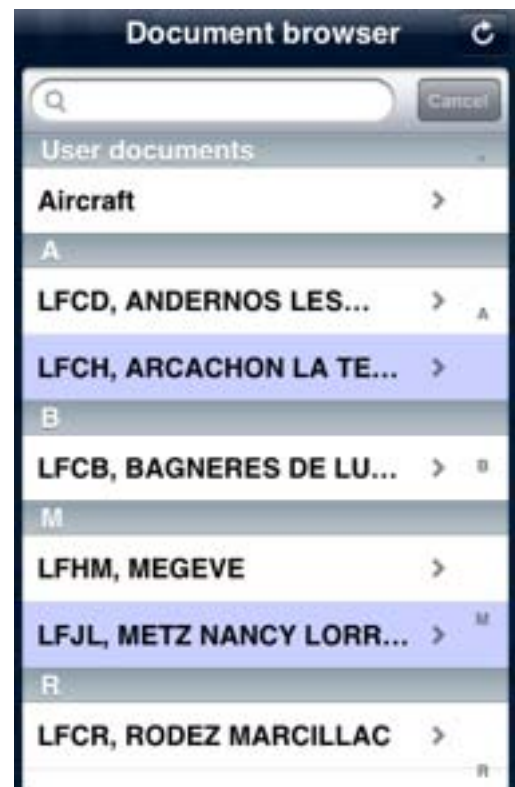 Document browser
Cancel
User documents
Aircraft
A
LFCD, ANDERNOS LES...
A
LFCH, ARCACHON LA TE...
B
LFCB, BAGNERES DE LU...
B
M
LFHM, MEGEVE
LFJL, METZ NANCY LORR...
M
R
LFCR, RODEZ MARCILLAC
R